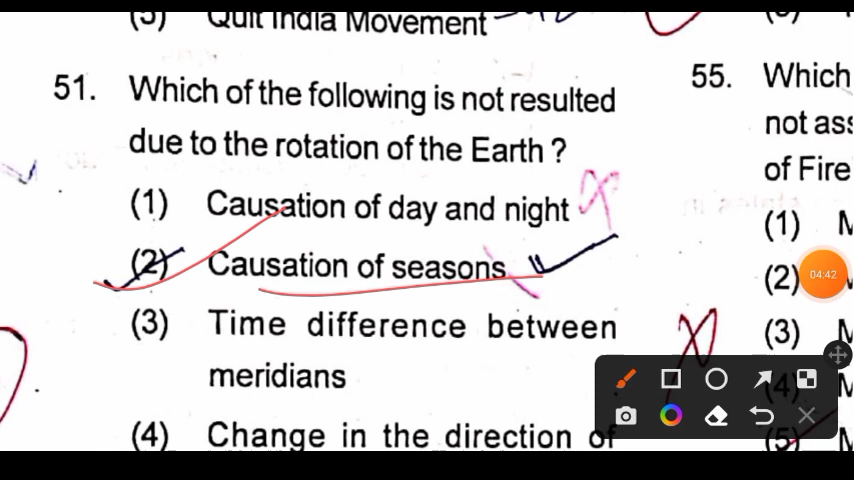 (5) Quit India Movement
51. Which of the following is not resulted
due to the rotation of the Earth ?
(1) Causation of day and night
(2) Causation of seasons
(3) Time difference between
meridians
(4) Change in the direction of
55. Which
not ass
of Fire
(1) M
(2)
(3) M
(4) M
(5) M
04:42